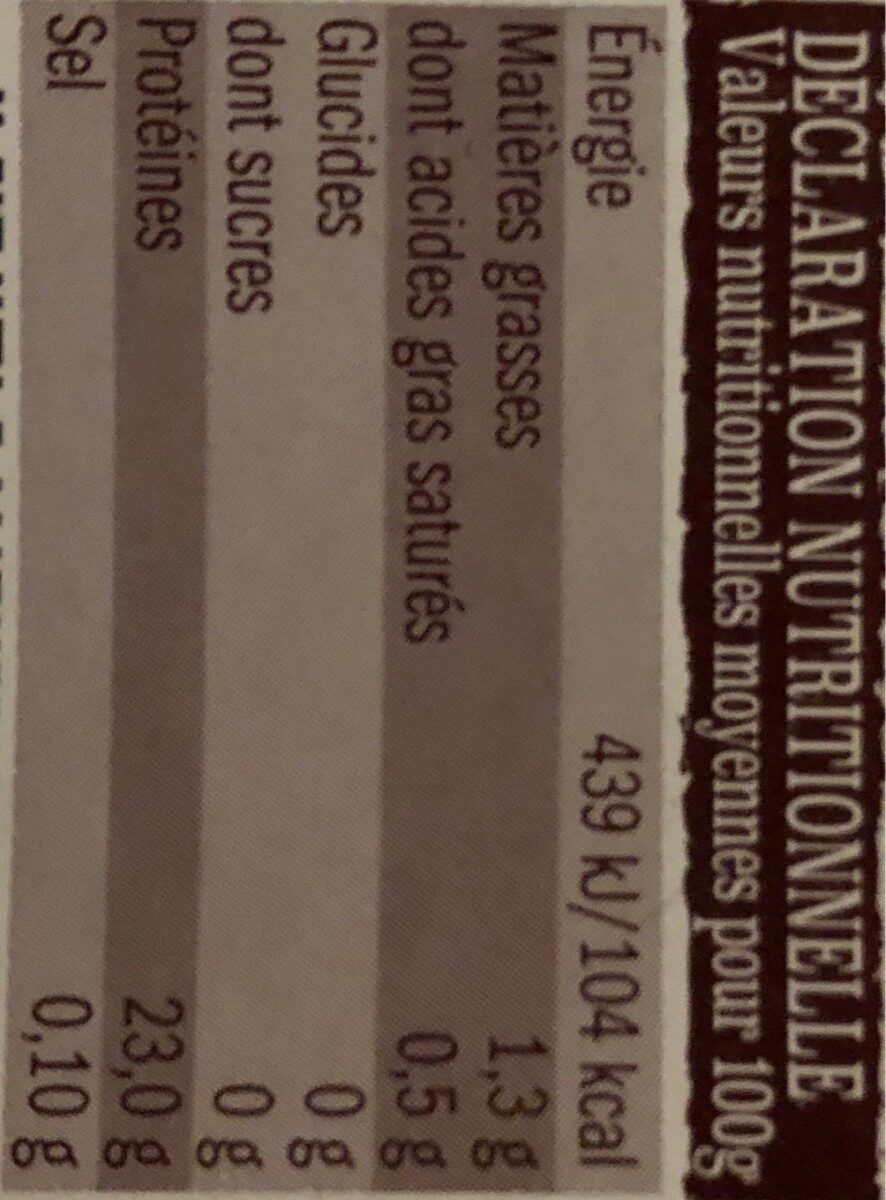 DÉCLARATION NUTRITIONNELLE
Valeurs nutritionnelles moyennes pour 100g
Énergie 439 kJ/104 kcal
Matières grasses 1,3 g
dont acides gras saturés 0,5 g
Glucides 0 g
dont sucres 0 g
Protéines 23,0 g
Sel 0,10 g